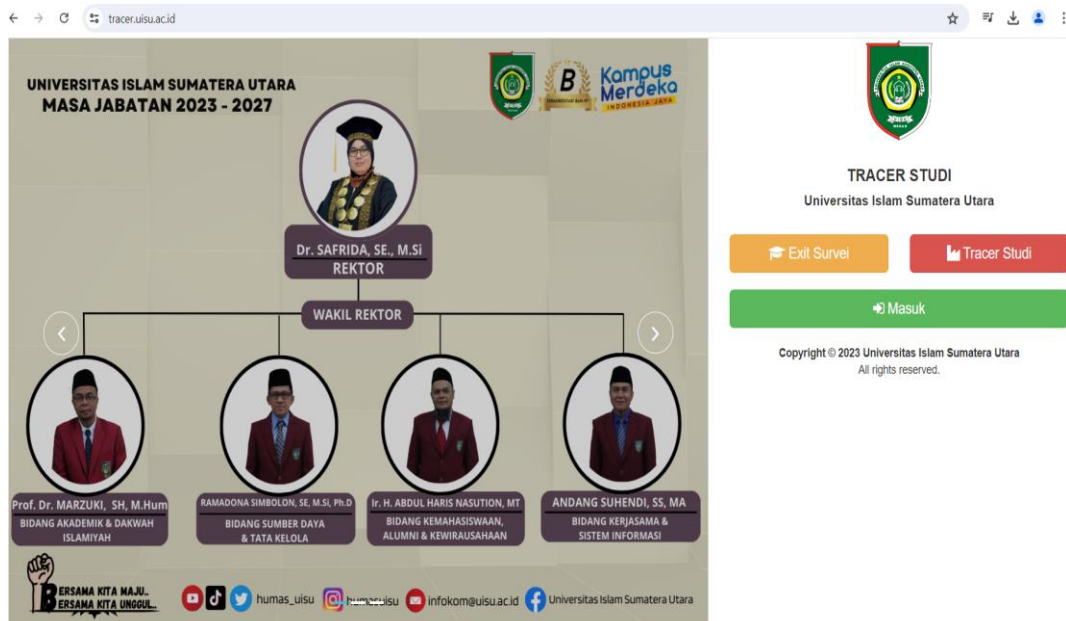 tracer.uisu.ac.id
UNIVERSITAS ISLAM SUMATERA UTARA
MASA JABATAN 2023 - 2027
B
Kampus
Merdeka
INDONESIA JAYA
Dr. SAFRIDA, SE., M.Si
REKTOR
WAKIL REKTOR
Prof. Dr. MARZUKI, SH, M.Hum
BIDANG AKADEMIK & DAKWAH
ISLAMIYAH
RAMADONA SIMBOLON, SE, M.Si, Ph.D
BIDANG SUMBER DAYA
& TATA KELOLA
Ir. H. ABDUL HARIS NASUTION, MT
BIDANG KEMAHASISWAAN,
ALUMNI & KEWIRAUSAHAAN
ANDANG SUHENDI, SS, MA
BIDANG KERJASAMA &
SISTEM INFORMASI
BERSAMA KITA MAJU..
BERSAMA KITA UNGGUL..
humas_uisu
humasuisu
infokom@uisu.ac.id
Universitas Islam Sumatera Utara
TRACER STUDI
Universitas Islam Sumatera Utara
Exit Survei
Tracer Studi
Masuk
Copyright © 2023 Universitas Islam Sumatera Utara
All rights reserved.